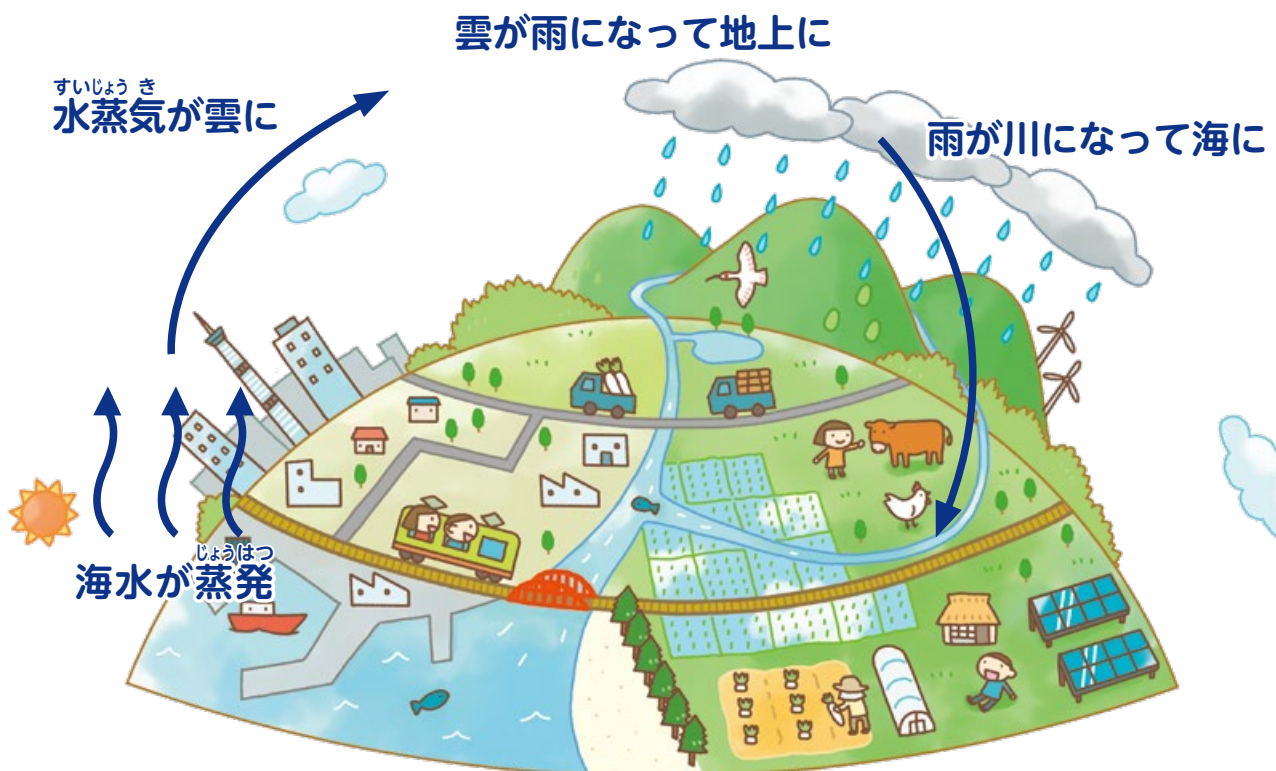 雲が雨になって地上に
すいじょうき
水蒸気が雲に
雨が川になって海に
じょうはつ
海水が蒸発